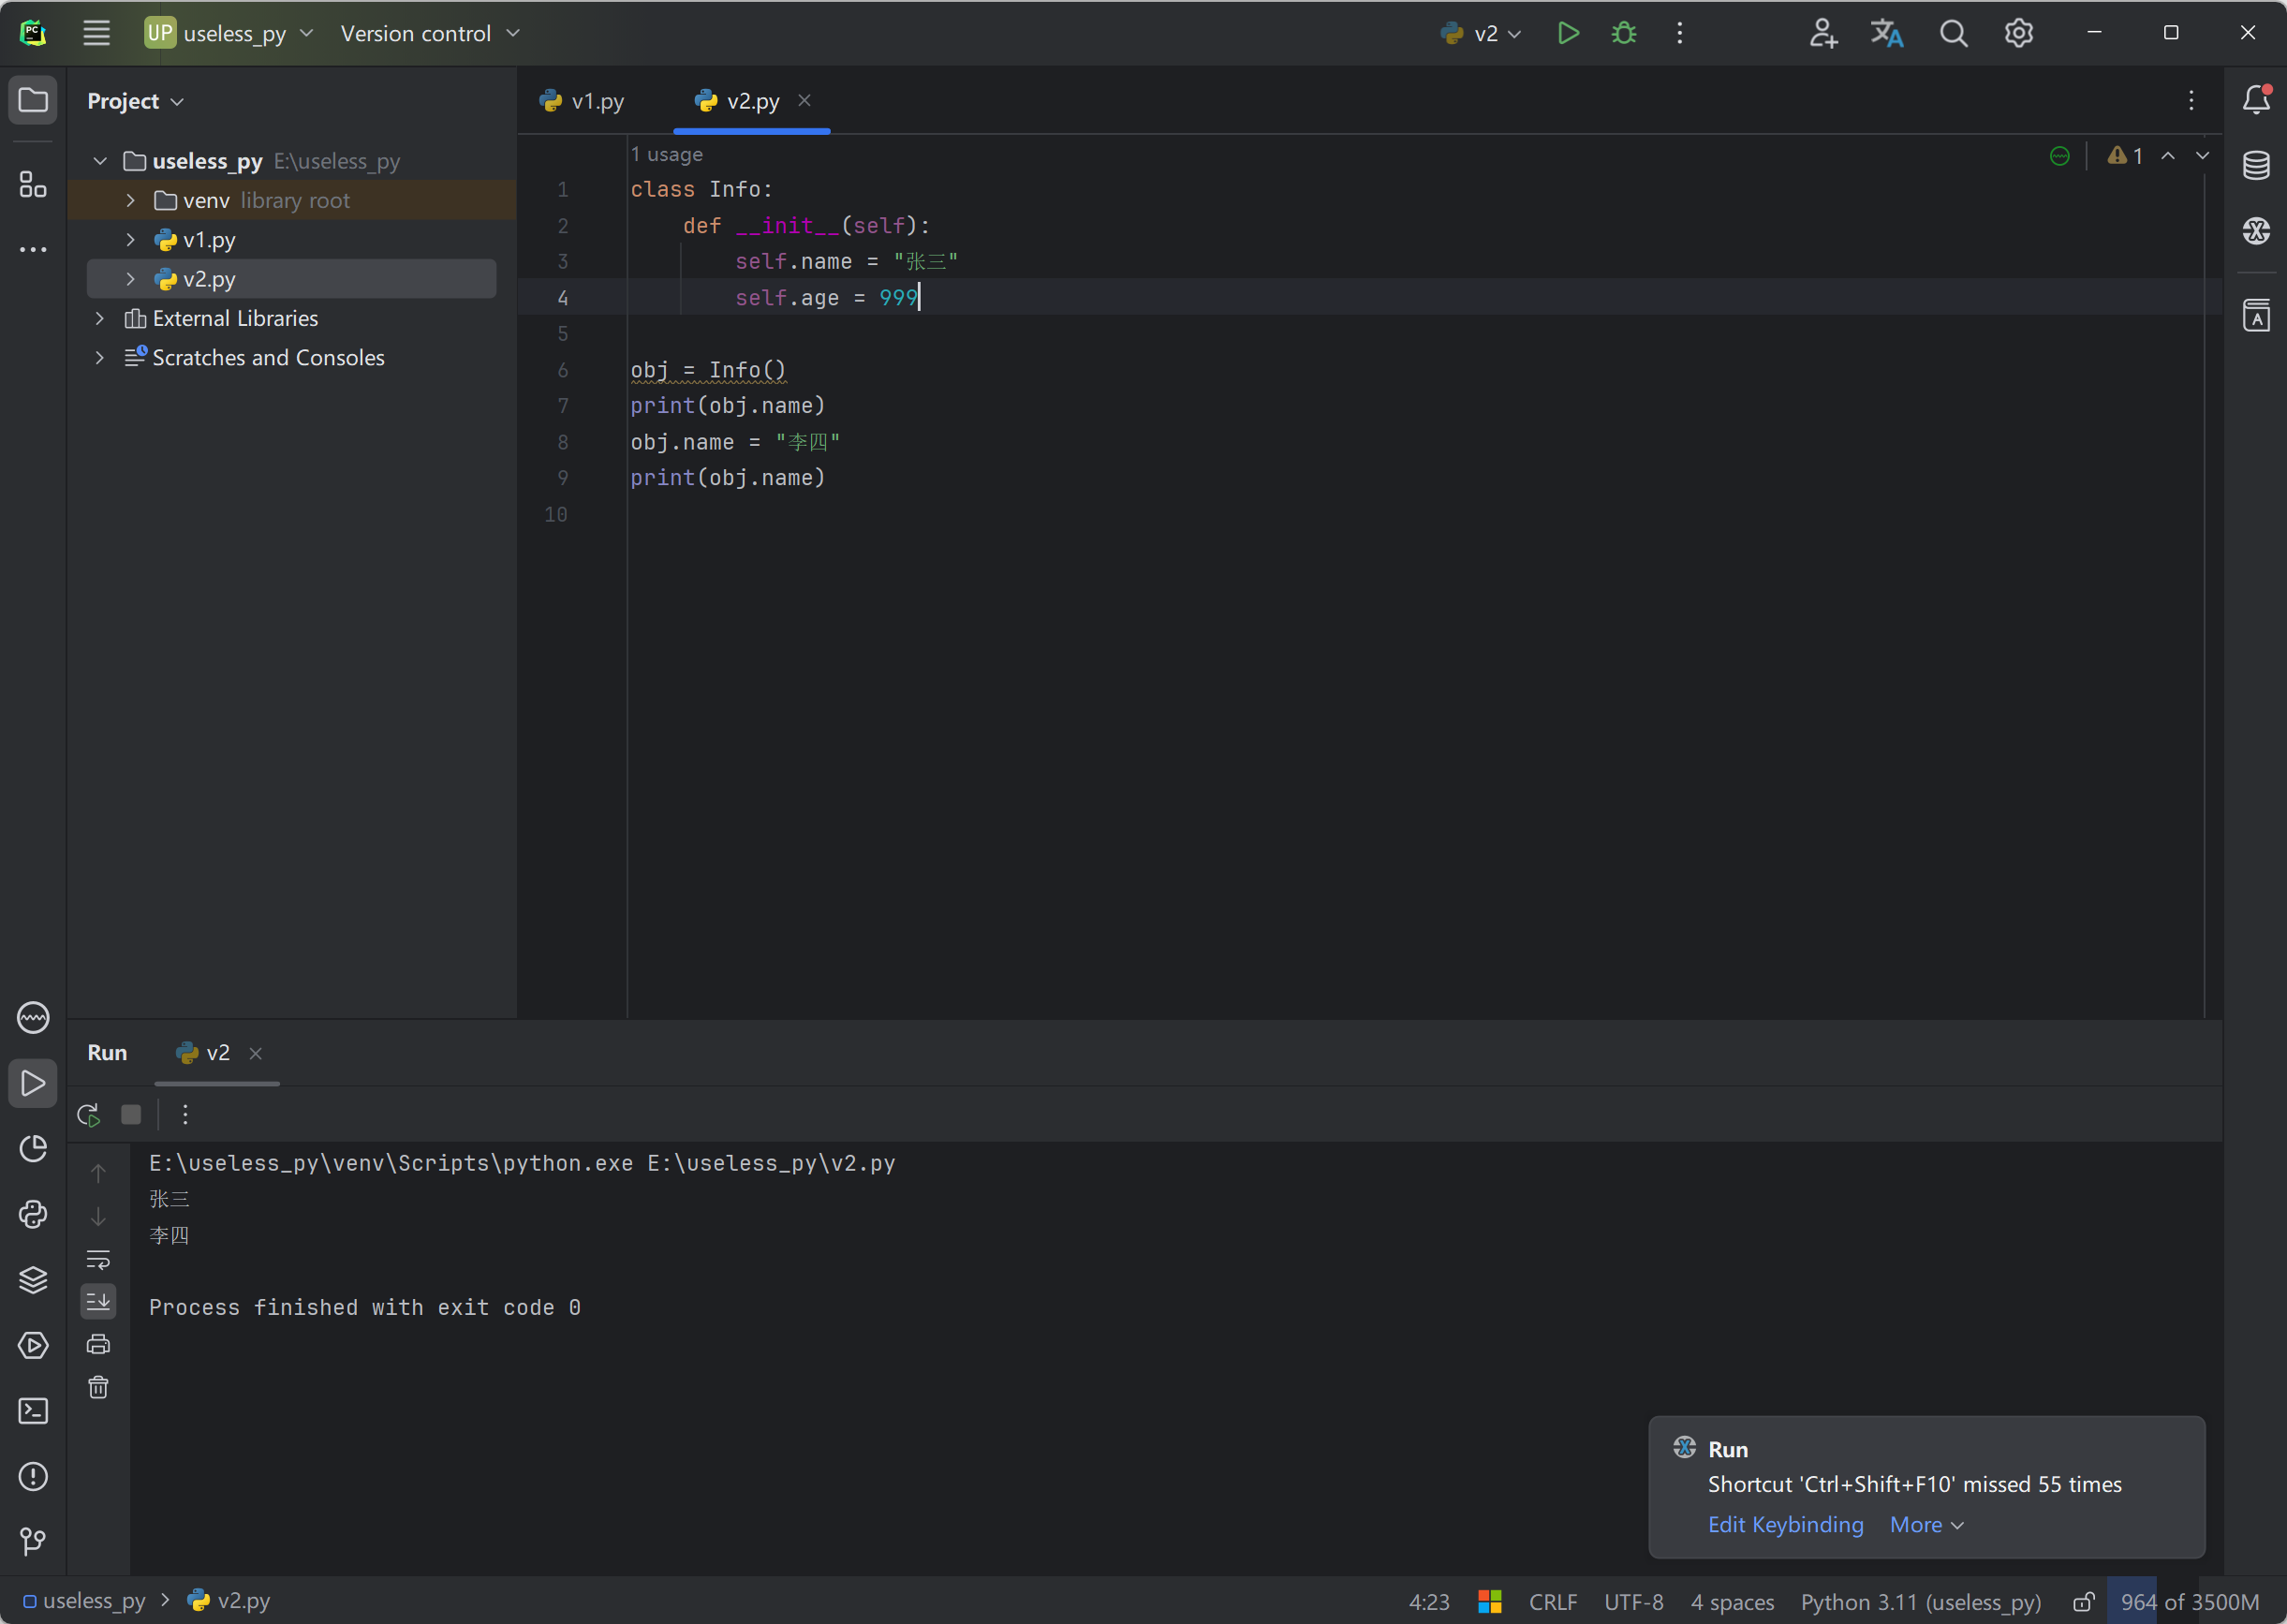 UP useless_py Version control v2
Project
v1.py v2.py
useless_py E:\useless_py
venv library root
v1.py
v2.py
External Libraries
Scratches and Consoles
1 usage
1
1 class Info:
2 def __init__(self):
3 self.name = "张三"
4 self.age = 999
5
6 obj = Info()
7 print(obj.name)
8 obj.name = "李四"
9 print(obj.name)
10
Run v2
E:\useless_py\venv\Scripts\python.exe E:\useless_py\v2.py
张三
李四
Process finished with exit code 0
Run
Shortcut 'Ctrl+Shift+F10' missed 55 times
Edit Keybinding More
useless_py v2.py 4:23 CRLF UTF-8 4 spaces Python 3.11 (useless_py) 964 of 3500M